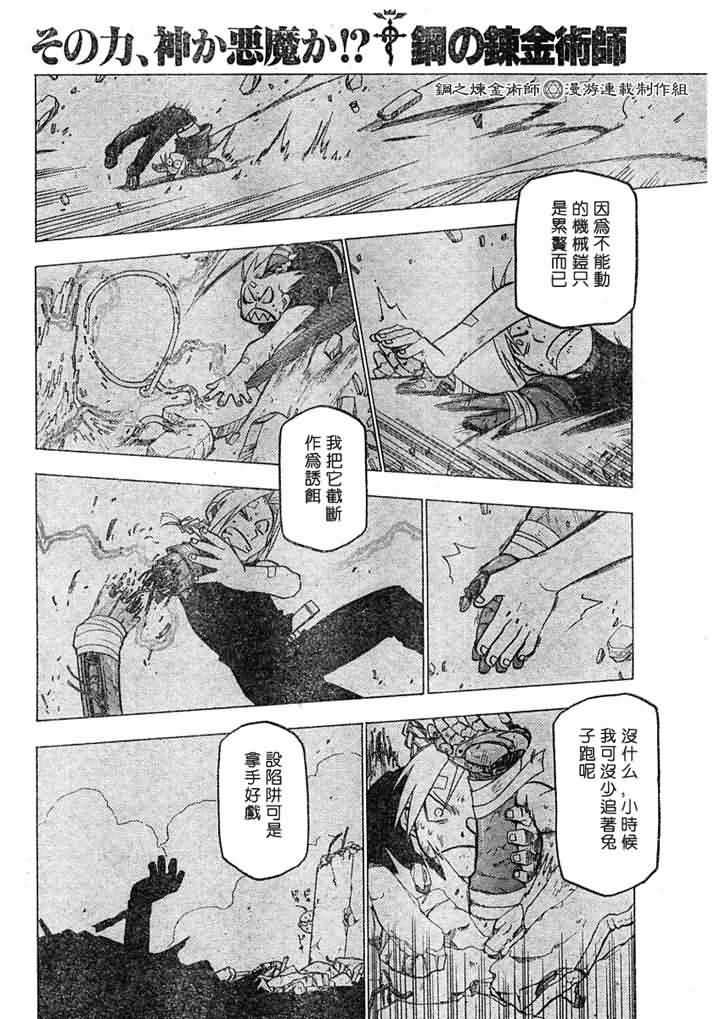 その力、神か悪魔か!? 鋼の錬金術師
鋼之煉金術師 漫游連載制作組
因為不能動
的機械鎧只
是累贅而已
我把它截斷
作為誘餌
沒什么,小時候
我可沒少追著兔
子跑呢
設陷阱可是
拿手好戲